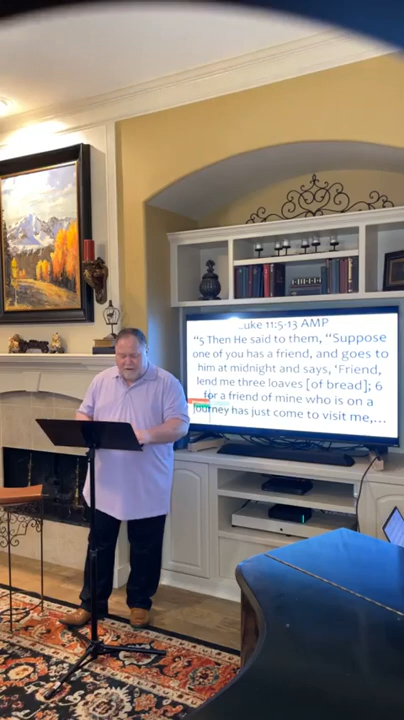 Luke 11:5-13 AMP
“5 Then He said to them, “Suppose
one of you has a friend, and goes to
him at midnight and says, ‘Friend,
lend me three loaves [of bread]; 6
for a friend of mine who is on a
journey has just come to visit me,...